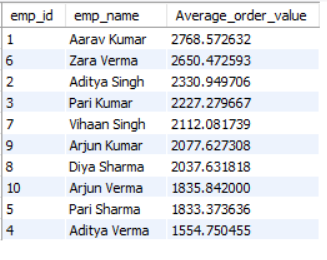 emp_id emp_name Average_order_value
1 Aarav Kumar 2768.572632
6 Zara Verma 2650.472593
2 Aditya Singh 2330.949706
3 Pari Kumar 2227.279667
7 Vihaan Singh 2112.081739
9 Arjun Kumar 2077.627308
8 Diya Sharma 2037.631818
10 Arjun Verma 1835.842000
5 Pari Sharma 1833.373636
4 Aditya Verma 1554.750455